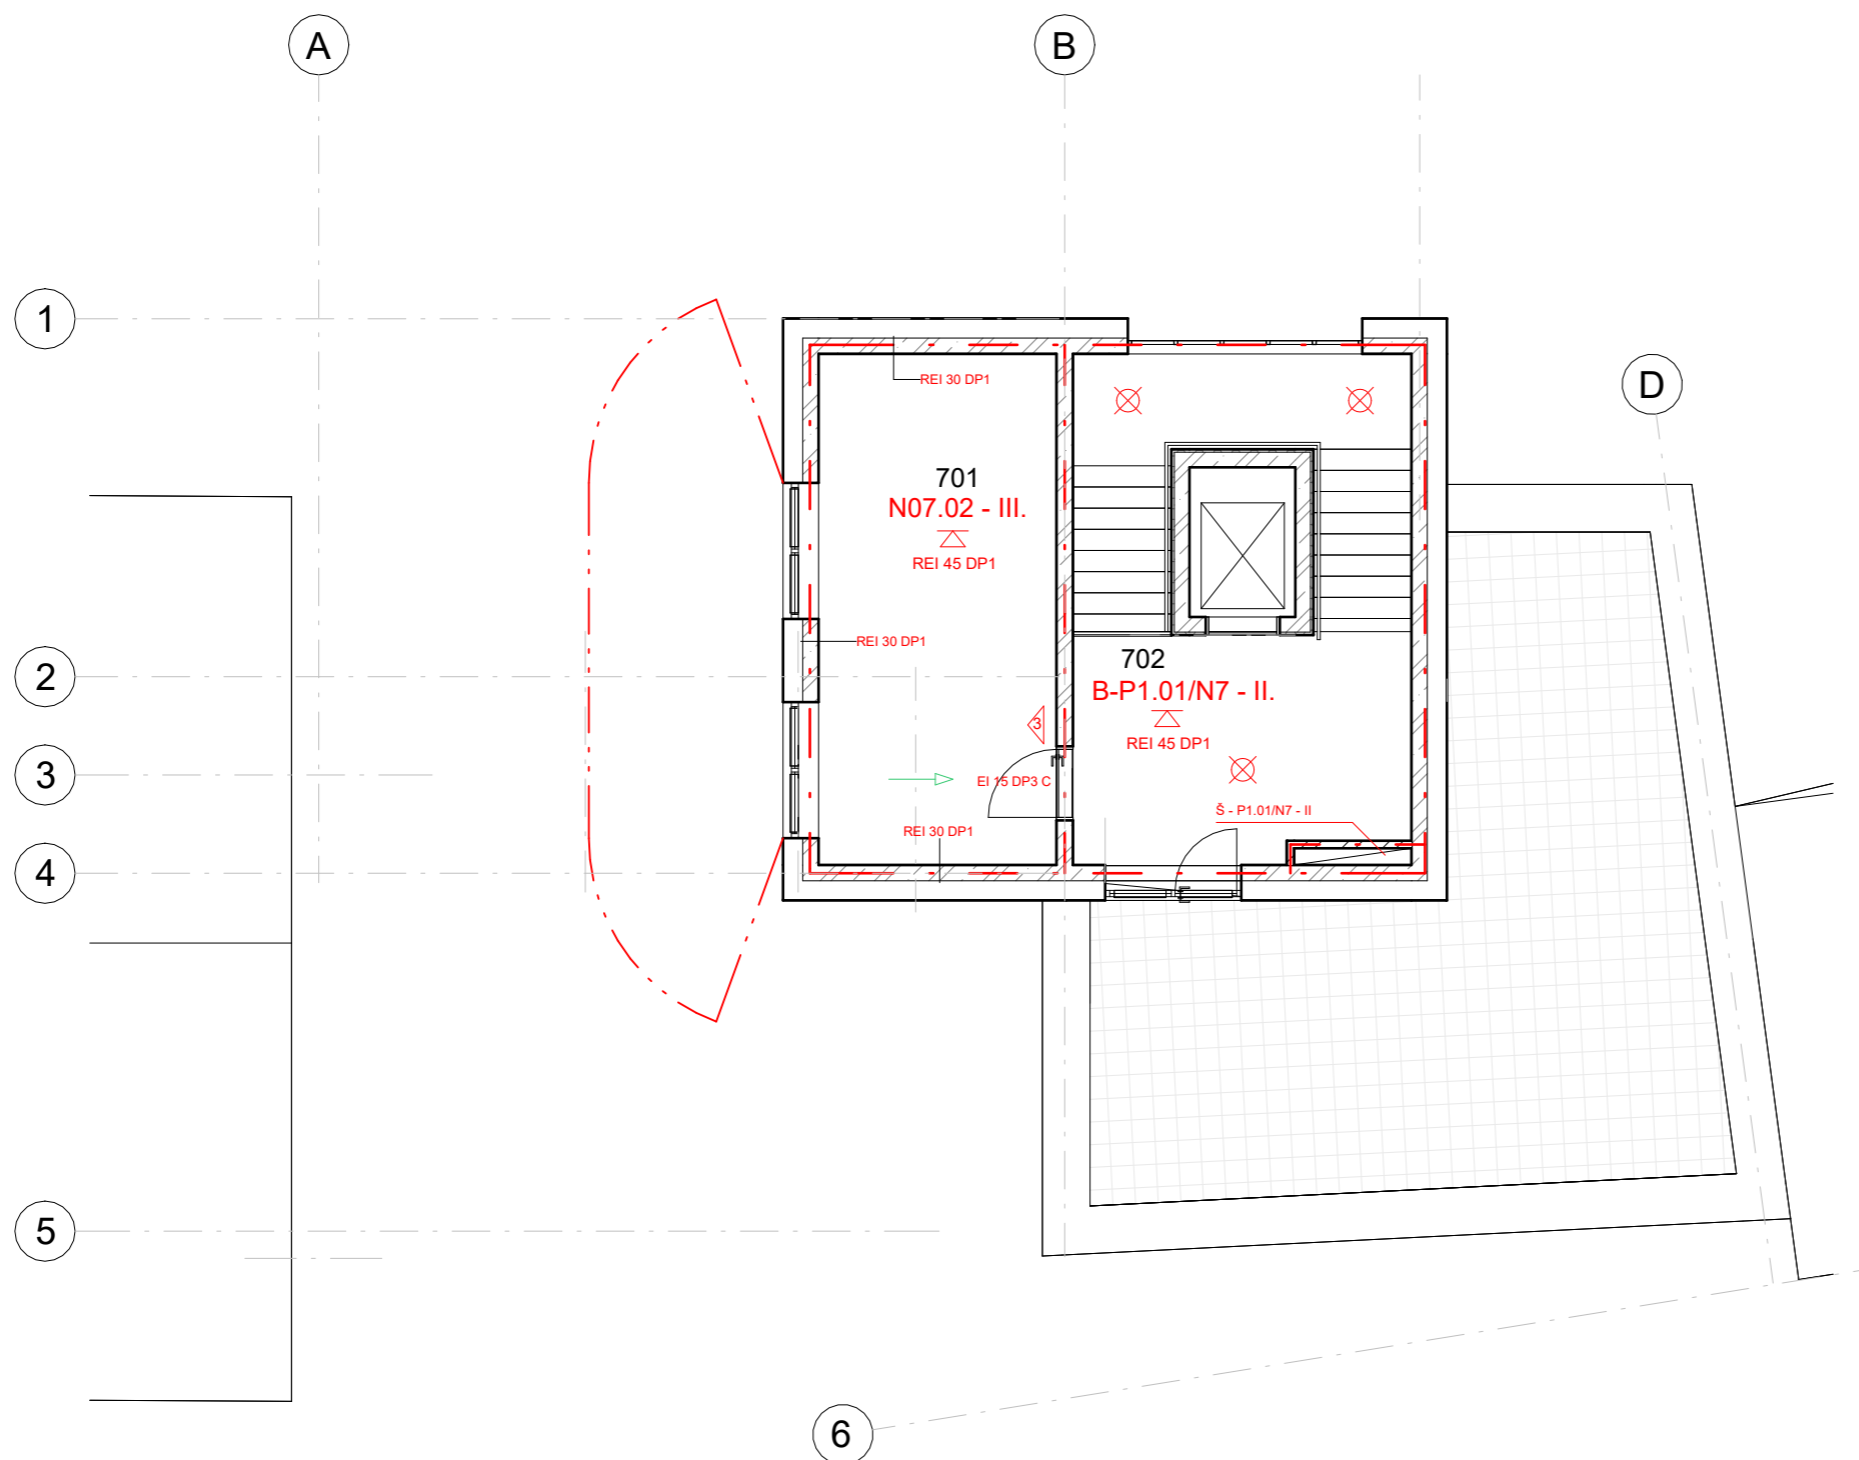 A
B
1
D
REI 30 DP1
701
N07.02 - III.
REI 45 DP1
REI 30 DP1
2
702
B-P1.01/N7 - II.
3
REI 45 DP1
3
EI 15 DP3 C
Š - P1.01/N7 - II
REI 30 DP1
4
5
6